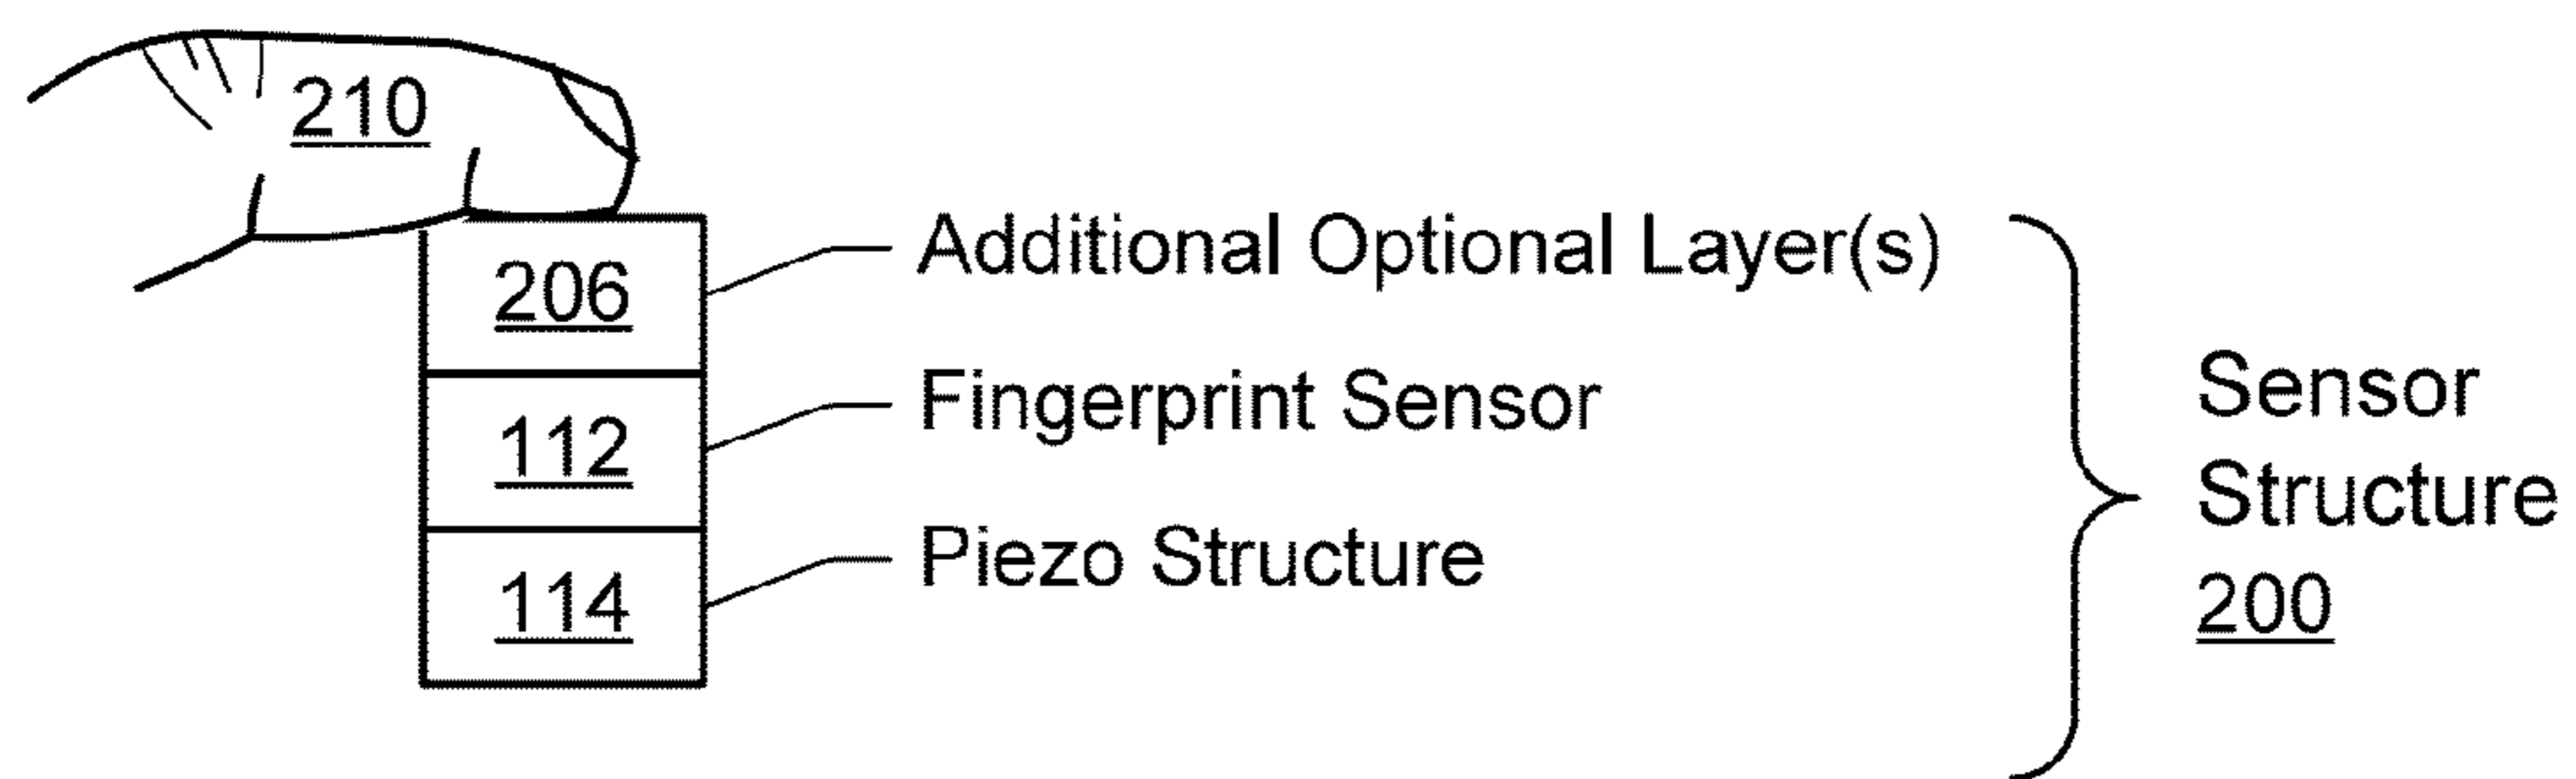 210
206
Additional Optional Layer(s)
112
Fingerprint Sensor
114
Piezo Structure
Sensor
Structure
200